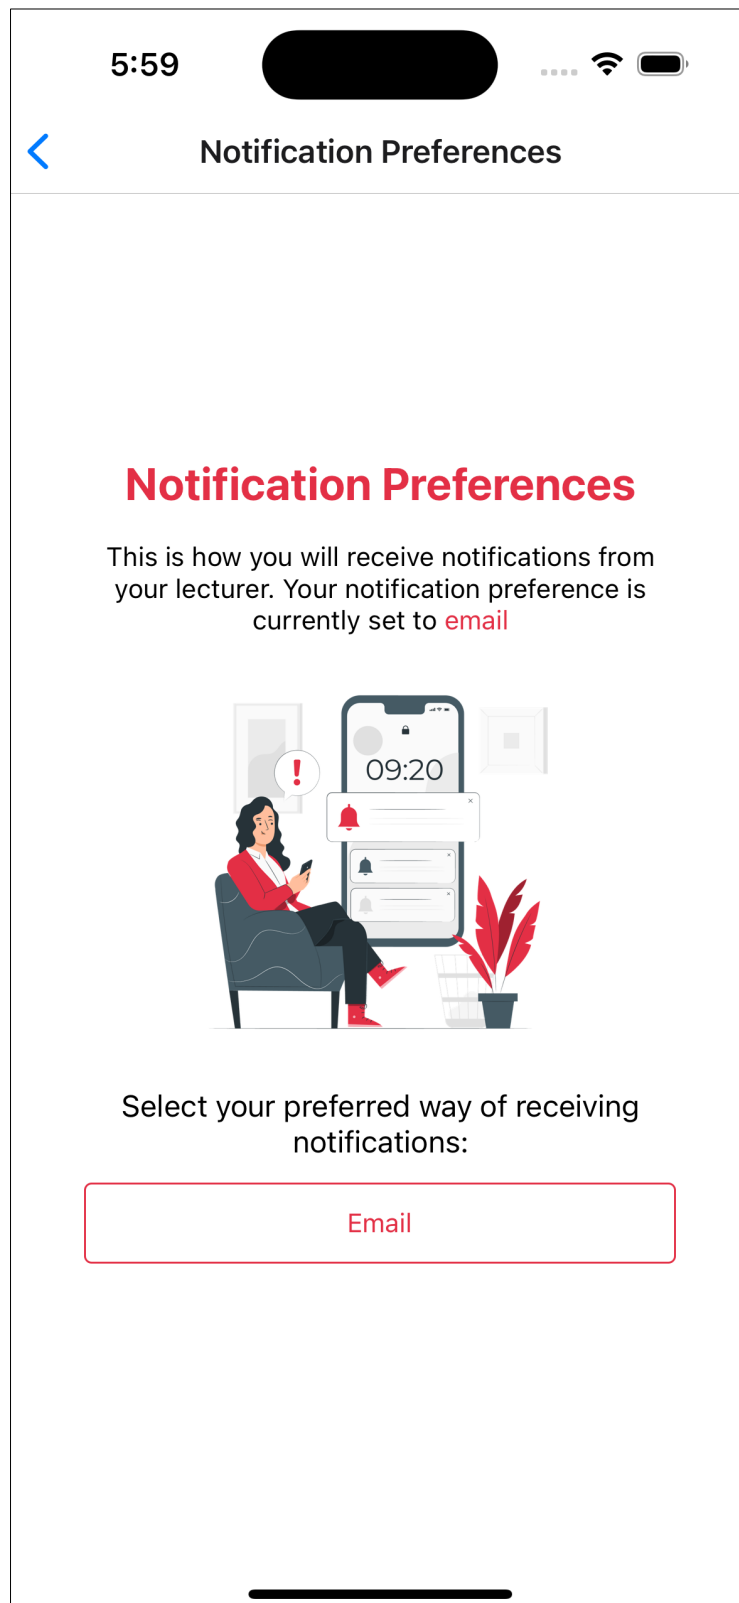 5:59
Notification Preferences
Notification Preferences
This is how you will receive notifications from
your lecturer. Your notification preference is
currently set to email
!
09:20
Select your preferred way of receiving
notifications:
Email